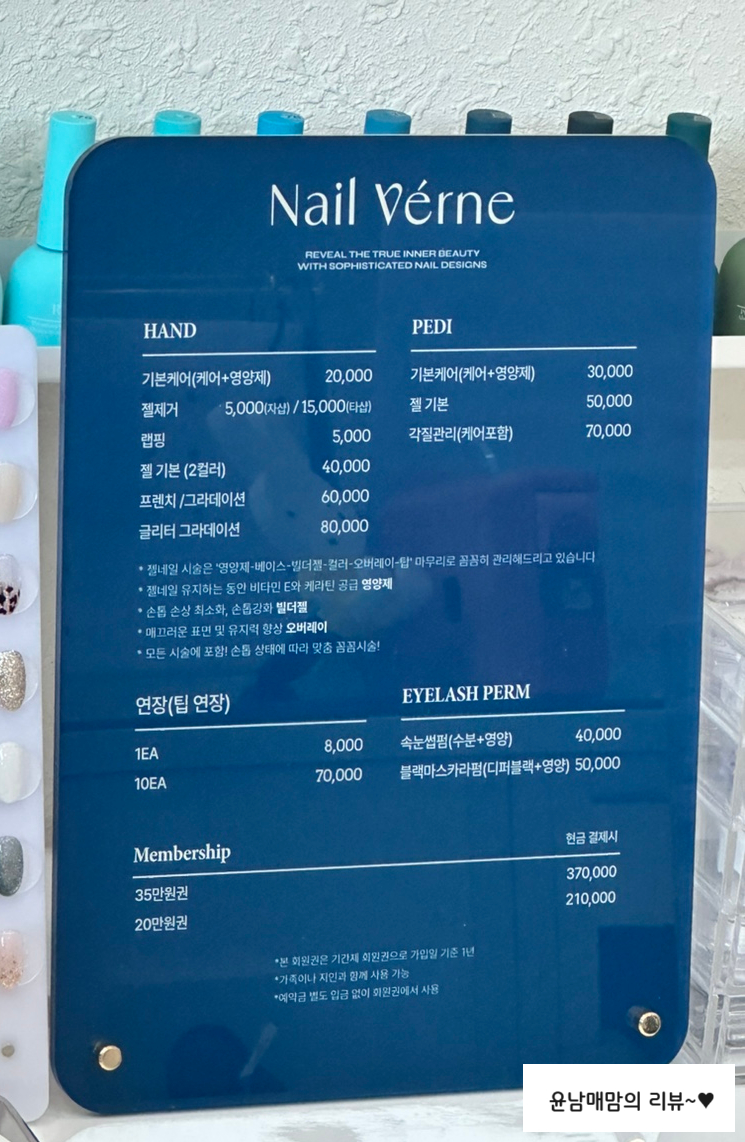 Nail Vérne
REVEAL THE TRUE INNER BEAUTY
WITH SOPHISTICATED NAIL DESIGNS
HAND
기본케어(케어+영양제) 20,000
젤제거 5,000(자샵) / 15,000(타샵)
랩핑 5,000
젤 기본 (2컬러) 40,000
프렌치 /그라데이션 60,000
글리터 그라데이션 80,000
PEDI
기본케어(케어+영양제) 30,000
젤 기본 50,000
각질관리(케어포함) 70,000
* 젤네일 시술은 '영양제-베이스-빌더젤-컬러-오버레이-탑' 마무리로 꼼꼼히 관리해드리고 있습니다
* 젤네일 유지하는 동안 비타민 E와 케라틴 공급 영양제
* 손톱 손상 최소화, 손톱강화 빌더젤
* 매끄러운 표면 및 유지력 향상 오버레이
* 모든 시술에 포함! 손톱 상태에 따라 맞춤 꼼꼼시술!
연장(팁 연장)
1EA 8,000
10EA 70,000
EYELASH PERM
속눈썹펌(수분+영양) 40,000
블랙마스카라펌(디퍼블랙+영양) 50,000
Membership 현금 결제시
35만원권 370,000
20만원권 210,000
*본 회원권은 기간제 회원권으로 가입일 기준 1년
*가족이나 지인과 함께 사용 가능
*예약금 별도 입금 없이 회원권에서 사용
윤남매맘의 리뷰~♥